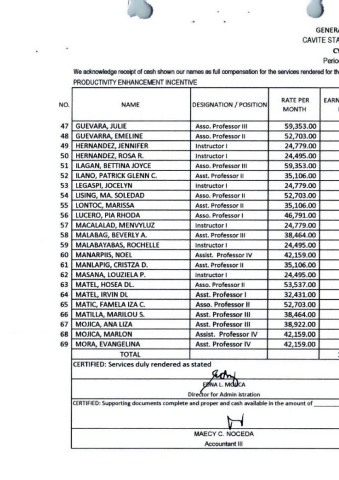 GENERA
CAVITE STA
CY
Perio
We acknowledge receipt of cash shown our names as full compensation for the services rendered for th
PRODUCTIVITY ENHANCEMENT INCENTIVE
NO. NAME DESIGNATION / POSITION RATE PER MONTH EARN
47 GUEVARA, JULIE Asso. Professor III 59,353.00
48 GUEVARRA, EMELINE Asso. Professor II 52,703.00
49 HERNANDEZ, JENNIFER Instructor I 24,779.00
50 HERNANDEZ, ROSA R. Instructor I 24,495.00
51 ILAGAN, BETTINA JOYCE Asso. Professor III 59,353.00
52 ILANO, PATRICK GLENN C. Asst. Professor II 35,106.00
53 LEGASPI, JOCELYN Instructor I 24,779.00
54 LISING, MA. SOLEDAD Asso. Professor II 52,703.00
55 LONTOC, MARISSA Asst. Professor II 35,106.00
56 LUCERO, PIA RHODA Asso. Professor I 46,791.00
57 MACALALAD, MENVYLUZ Instructor I 24,779.00
58 MALABAG, BEVERLY A. Asst. Professor III 38,464.00
59 MALABAYABAS, ROCHELLE Instructor I 24,495.00
60 MANARPIIS, NOEL Assist. Professor IV 42,159.00
61 MANLAPIG, CRISTZA D. Asst. Professor II 35,106.00
62 MASANA, LOUZIELA P. Instructor I 24,495.00
63 MATEL, HOSEA DL. Asso. Professor II 53,537.00
64 MATEL, IRVIN DL Asst. Professor I 32,431.00
65 MATIC, FAMELA IZA C. Asso. Professor II 52,703.00
66 MATILLA, MARILOU S. Asst. Professor III 38,464.00
67 MOJICA, ANA LIZA Asst. Professor III 38,922.00
68 MOJICA, MARLON Assist. Professor IV 42,159.00
69 MORA, EVANGELINA Asst. Professor IV 42,159.00
TOTAL
CERTIFIED: Services duly rendered as stated
EDNA L. MOJICA
Director for Admin istration
CERTIFIED: Supporting documents complete and proper and cash available in the amount of
MAECY C. NOCEDA
Accountant III